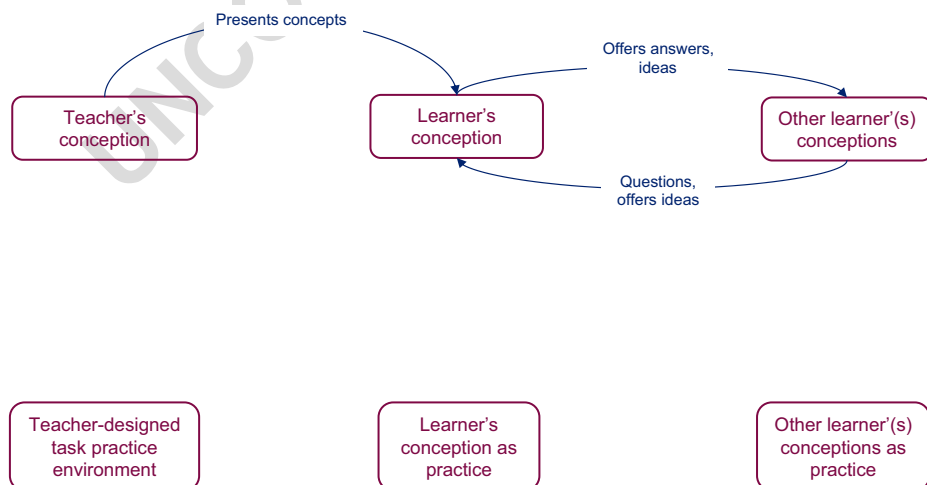 Presents concepts
Offers answers,
ideas
Teacher's
conception
Learner's
conception
Other learner'(s)
conceptions
Questions,
offers ideas
Teacher-designed
task practice
environment
Learner's
conception as
practice
Other learner'(s)
conceptions as
practice